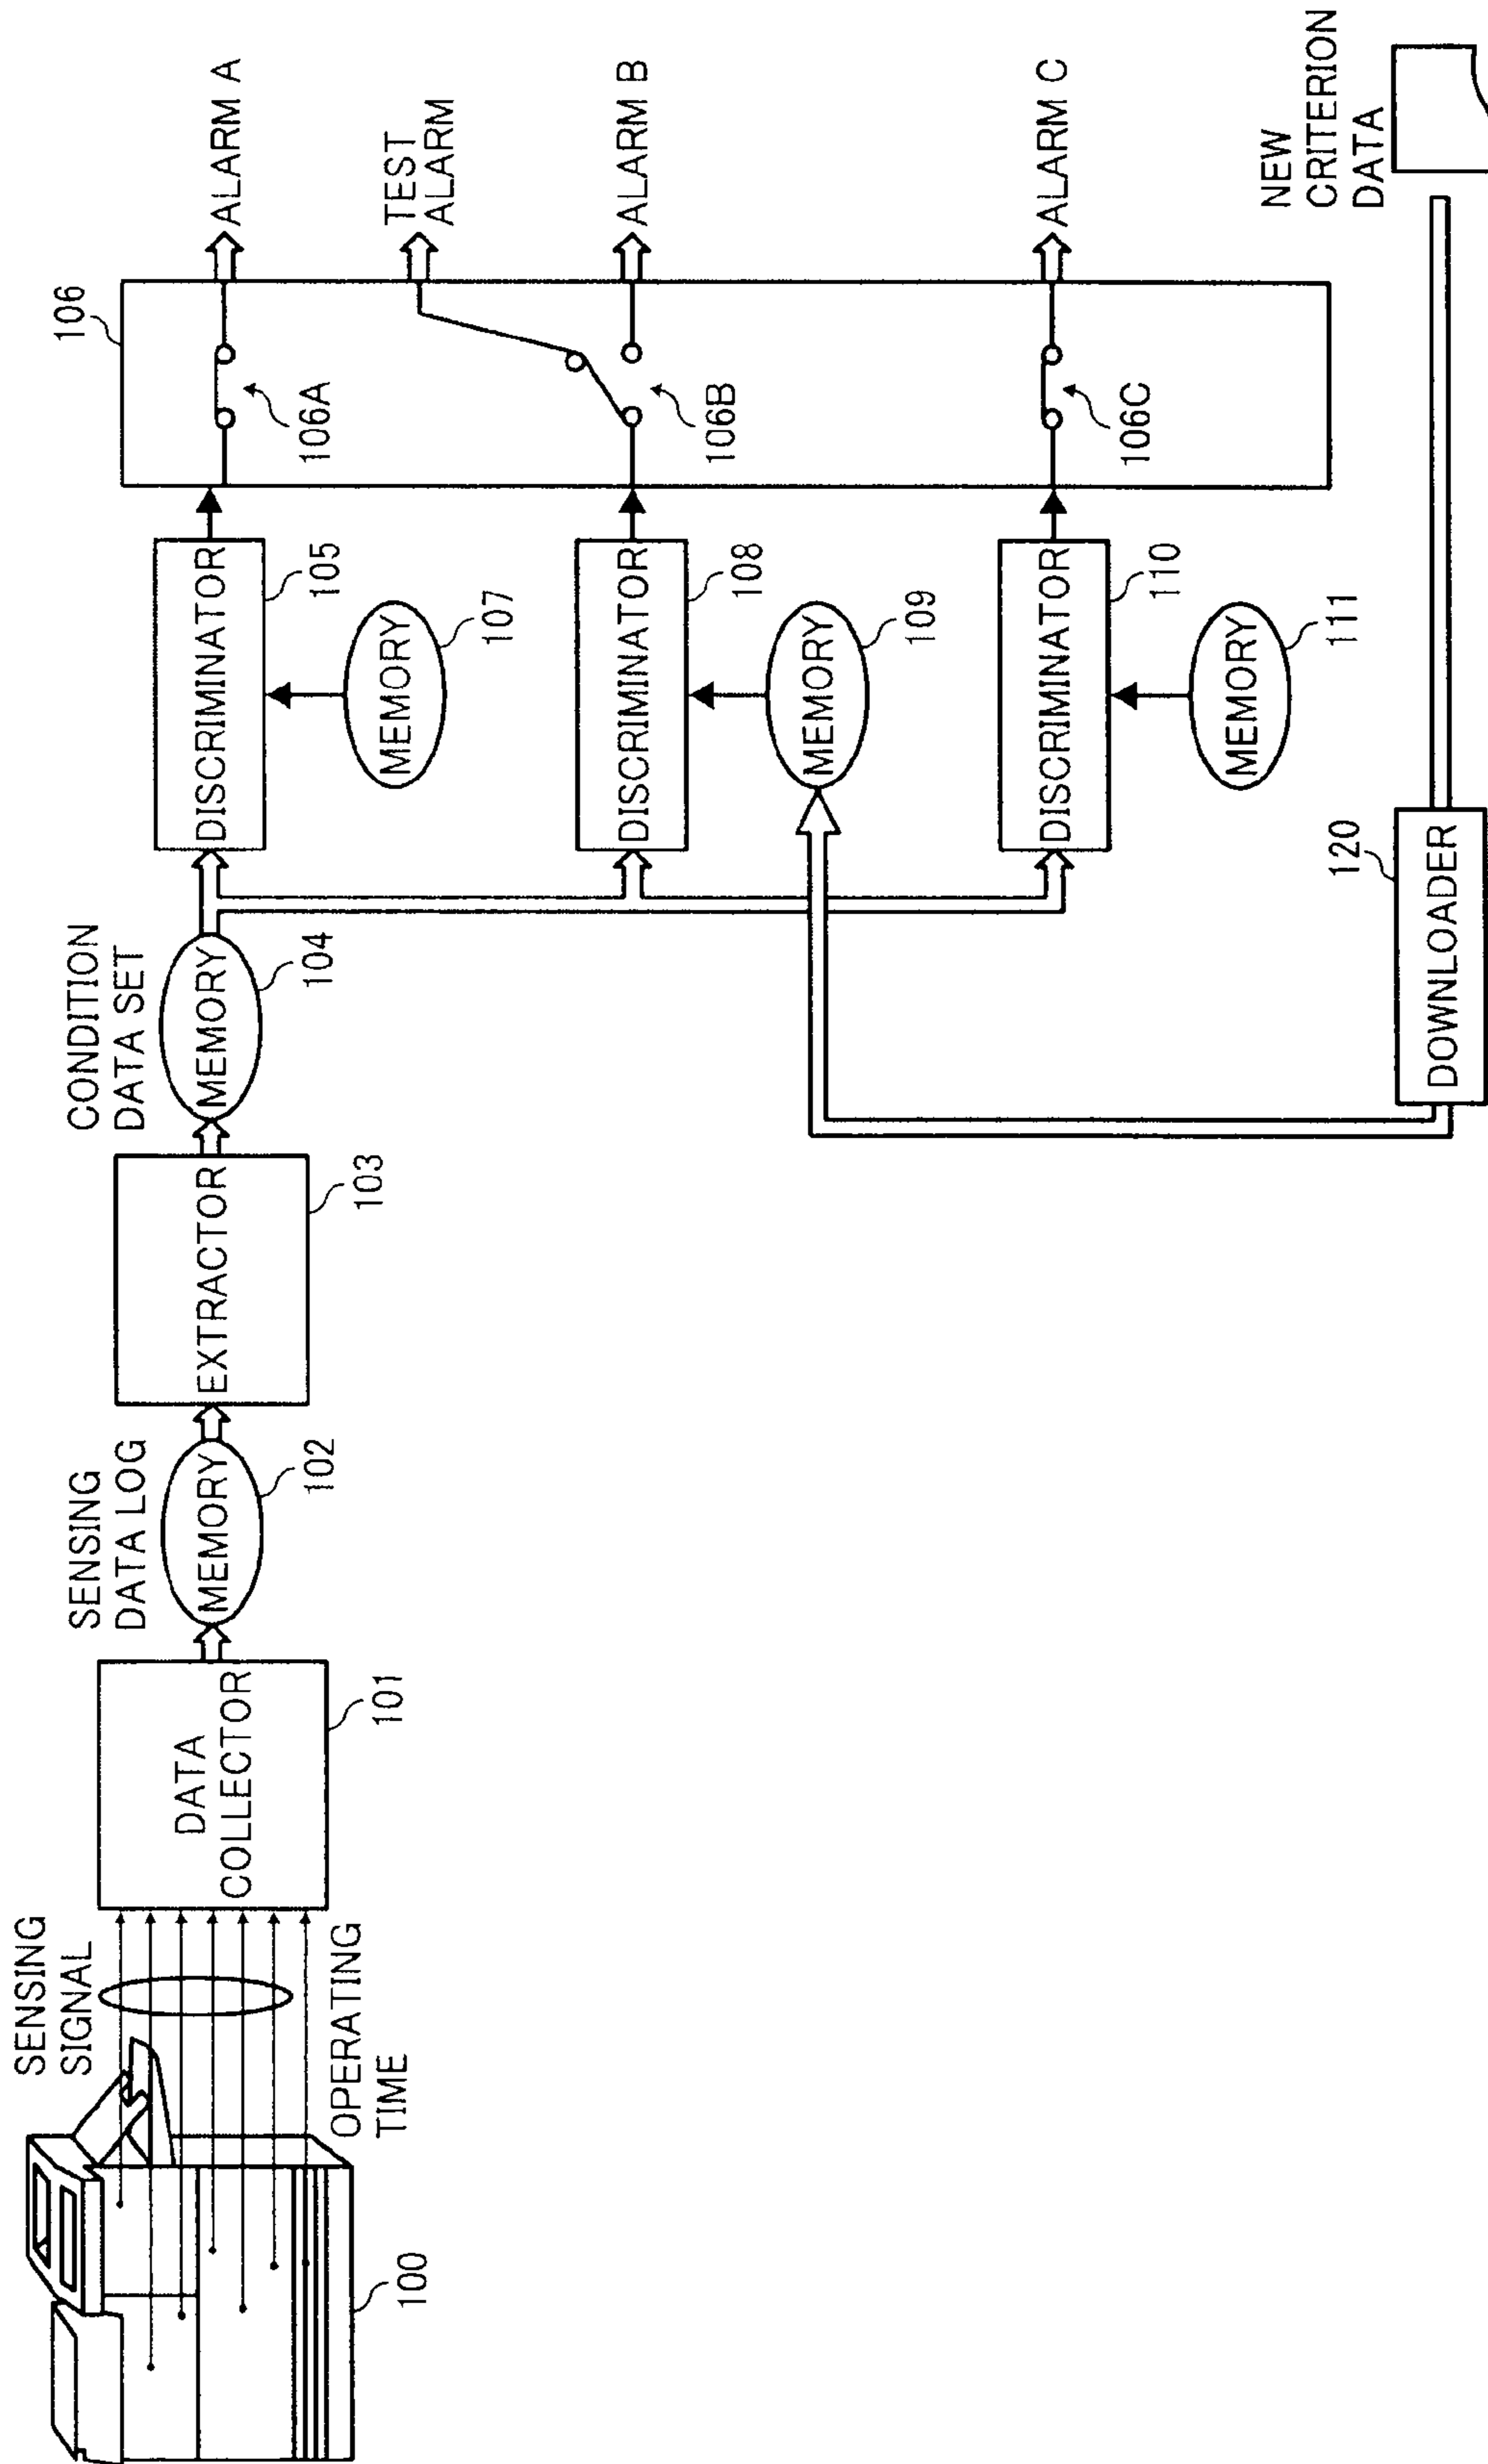 SENSING
SIGNAL
OPERATING
TIME
100
DATA
COLLECTOR
101
SENSING
DATA LOG
MEMORY
102
EXTRACTOR
103
CONDITION
DATA SET
MEMORY
104
DISCRIMINATOR
105
MEMORY
107
DISCRIMINATOR
108
MEMORY
109
DISCRIMINATOR
110
MEMORY
111
106
106A
106B
106C
ALARM A
TEST
ALARM
ALARM B
ALARM C
DOWNLOADER
120
NEW
CRITERION
DATA